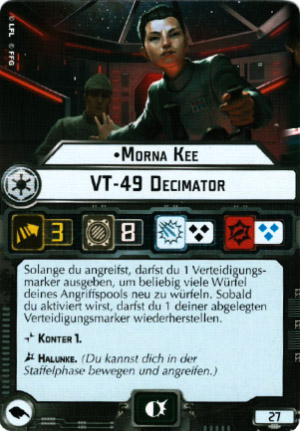 © LFL © FFG
•Morna Kee
VT-49 Decimator
3
8
Solange du angreifst, darfst du 1 Verteidigungs-
marker ausgeben, um beliebig viele Würfel
deines Angriffspools neu zu würfeln. Sobald
du aktiviert wirst, darfst du 1 deiner abgelegten
Verteidigungsmarker wiederherstellen.
Konter 1.
Halunke. (Du kannst dich in der
Staffelphase bewegen und angreifen.)
27